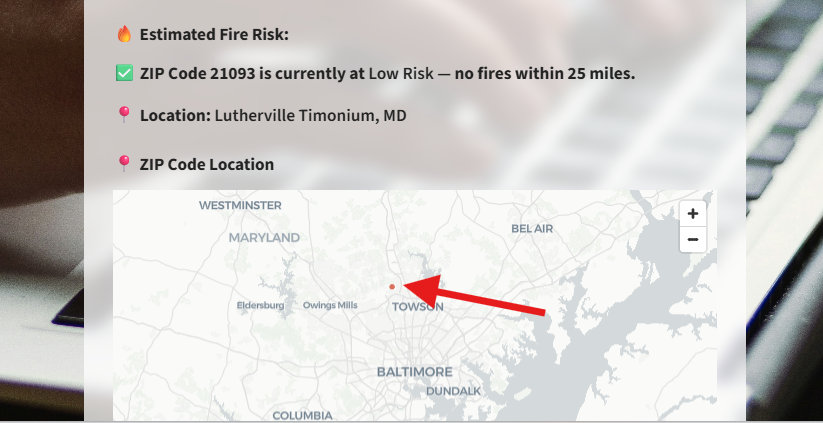 🔥 Estimated Fire Risk:
✅ ZIP Code 21093 is currently at Low Risk — no fires within 25 miles.
📍 Location: Lutherville Timonium, MD
📍 ZIP Code Location
WESTMINSTER
MARYLAND
BEL AIR
+
−
Eldersburg
Owings Mills
TOWSON
BALTIMORE
DUNDALK
COLUMBIA